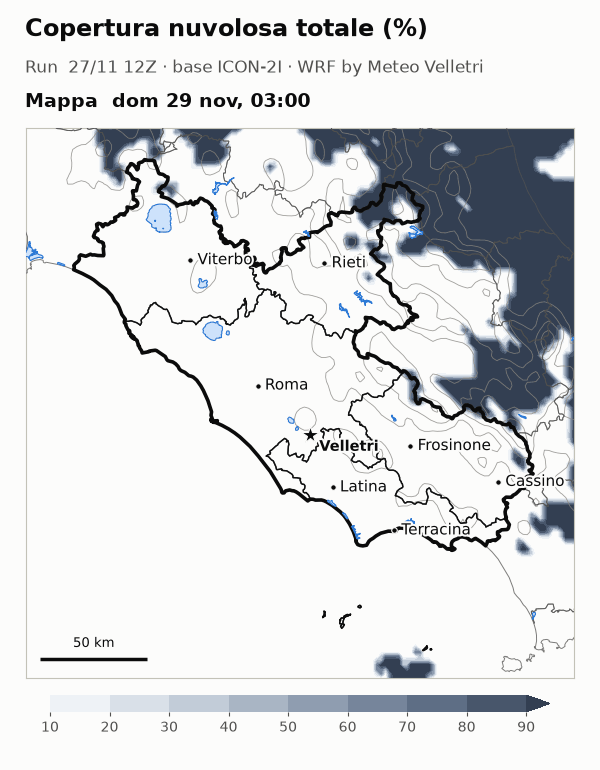 Copertura nuvolosa totale (%)
Run  27/11 12Z · base ICON-2I · WRF by Meteo Velletri
Mappa  dom 29 nov, 03:00
Viterbo
Rieti
Roma
Velletri
Frosinone
Latina
Cassino
Terracina
50 km
10 20 30 40 50 60 70 80 90